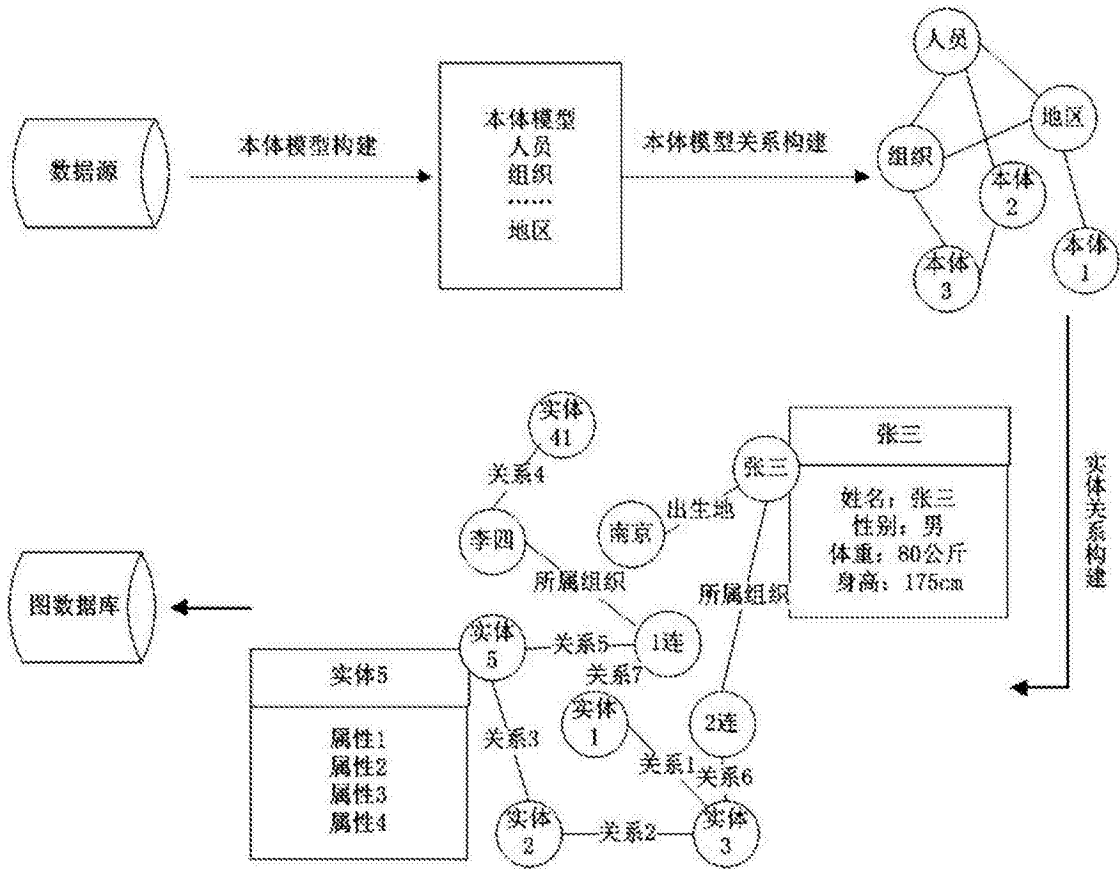 数据源
本体模型构建
本体模型
人员
组织
……
地区
本体模型关系构建
人员
地区
组织
本体
2
本体
3
本体
1
实体关系构建
实体
41
关系4
李四
南京
出生地
张三
张三
姓名：张三
性别：男
体重：80公斤
身高：175cm
所属组织
所属组织
图数据库
实体
5
关系5
1连
关系7
实体5
属性1
属性2
属性3
属性4
关系3
实体
1
2连
关系1
关系6
实体
2
关系2
实体
3